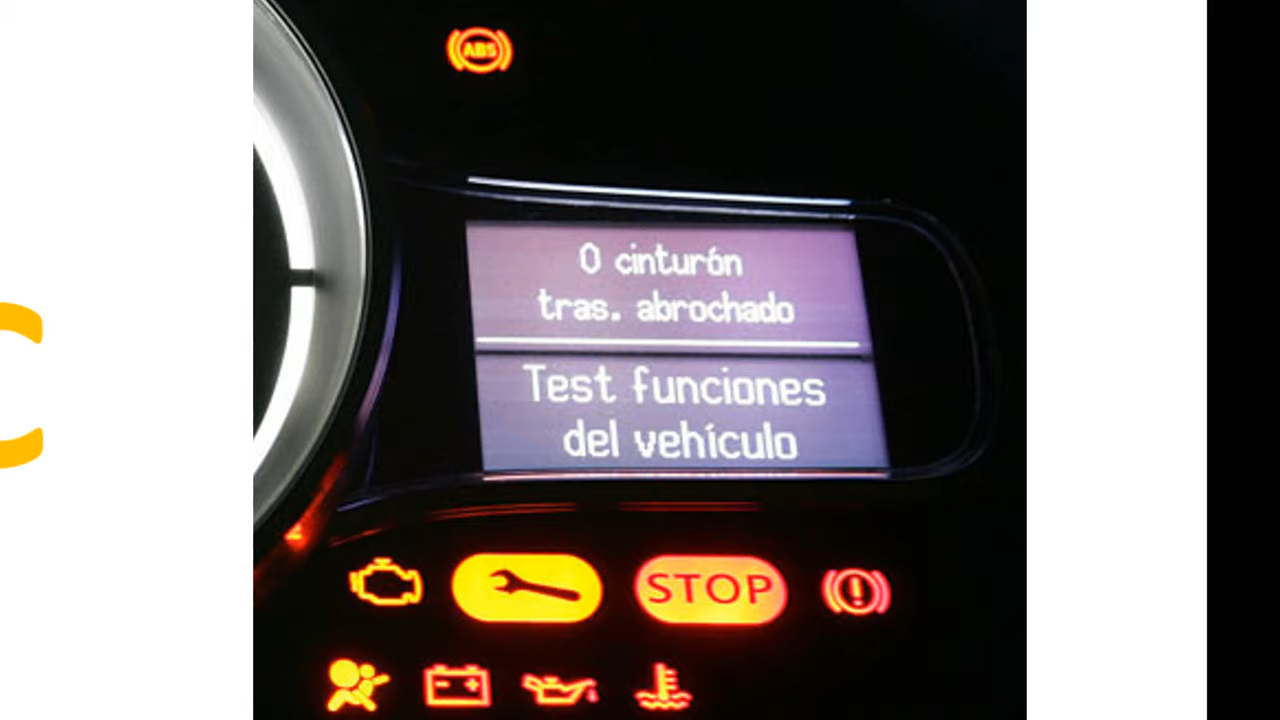 ABS
0 cinturón
tras. abrochado
Test funciones
del vehículo
STOP